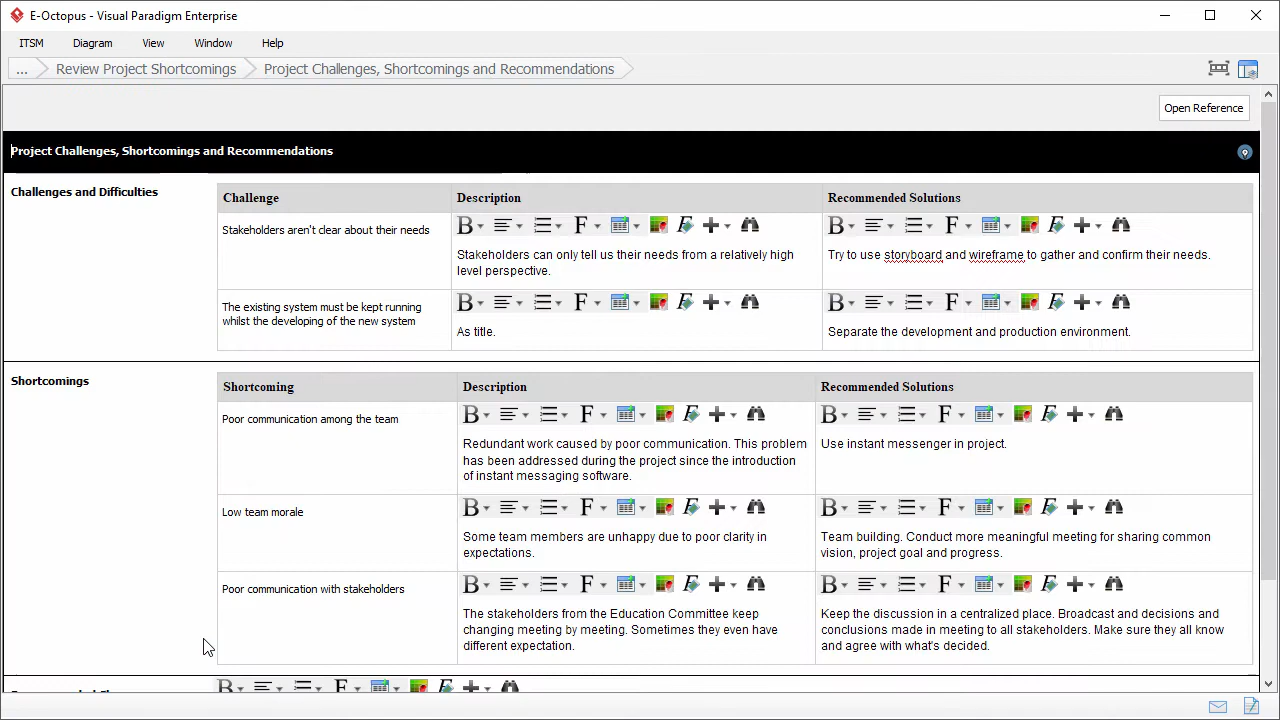 E-Octopus - Visual Paradigm Enterprise
ITSM Diagram View Window Help
... Review Project Shortcomings Project Challenges, Shortcomings and Recommendations
Open Reference
Project Challenges, Shortcomings and Recommendations
Challenges and Difficulties
Challenge Description Recommended Solutions
Stakeholders aren't clear about their needs
Stakeholders can only tell us their needs from a relatively high
level perspective.
Try to use storyboard and wireframe to gather and confirm their needs.
The existing system must be kept running
whilst the developing of the new system
As title.
Separate the development and production environment.
Shortcomings
Shortcoming Description Recommended Solutions
Poor communication among the team
Redundant work caused by poor communication. This problem
has been addressed during the project since the introduction
of instant messaging software.
Use instant messenger in project.
Low team morale
Some team members are unhappy due to poor clarity in
expectations.
Team building. Conduct more meaningful meeting for sharing common
vision, project goal and progress.
Poor communication with stakeholders
The stakeholders from the Education Committee keep
changing meeting by meeting. Sometimes they even have
different expectation.
Keep the discussion in a centralized place. Broadcast and decisions and
conclusions made in meeting to all stakeholders. Make sure they all know
and agree with what's decided.